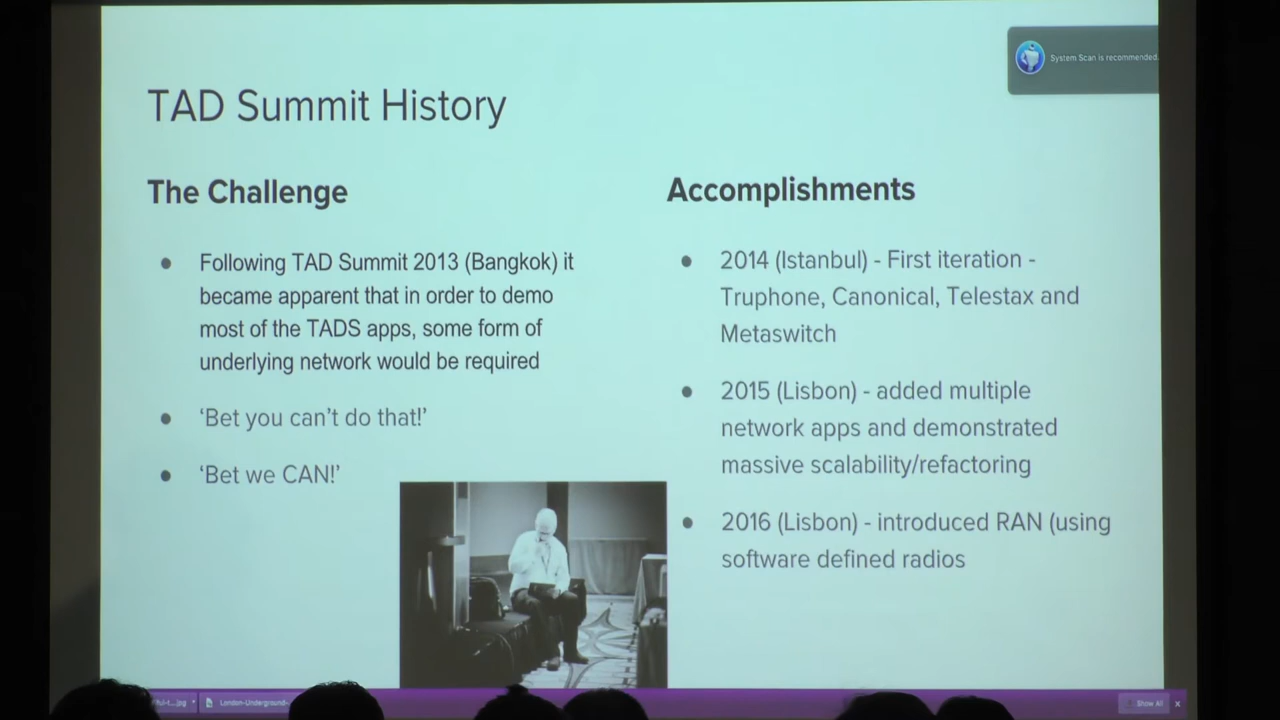 System Scan is recommended.
TAD Summit History
The Challenge
● Following TAD Summit 2013 (Bangkok) it
became apparent that in order to demo
most of the TADS apps, some form of
underlying network would be required
● ‘Bet you can’t do that!’
● ‘Bet we CAN!’
Accomplishments
● 2014 (Istanbul) - First iteration -
Truphone, Canonical, Telestax and
Metaswitch
● 2015 (Lisbon) - added multiple
network apps and demonstrated
massive scalability/refactoring
● 2016 (Lisbon) - introduced RAN (using
software defined radios
London-Underground-
Show All